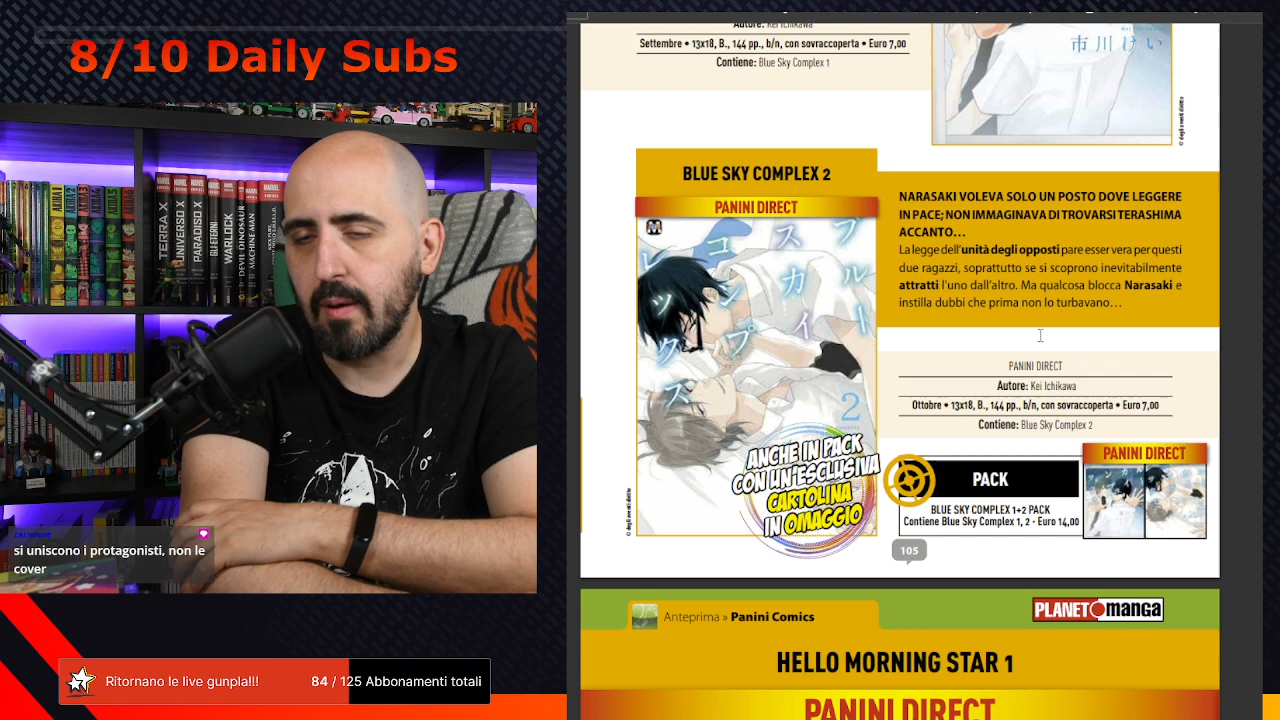 8/10 Daily Subs
TERRA X
UNIVERSO X
PARADISO X
GLI ETERNI
WARLOCK
DEVIL DINOSAUR
MACHINE MAN
si uniscono i protagonisti, non le
cover
Ritornano le live gunpla!!! 84 / 125 Abbonamenti totali
Autore: Kei Ichikawa
Settembre • 13x18, B., 144 pp., b/n, con sovraccoperta • Euro 7,00
Contiene: Blue Sky Complex 1
市川けい
© degli aventi diritto
BLUE SKY COMPLEX 2
PANINI DIRECT
ブルー
スカイ
コンプ
レックス
2
ANCHE IN PACK
CON UN'ESCLUSIVA
CARTOLINA
IN OMAGGIO
© degli aventi diritto
NARASAKI VOLEVA SOLO UN POSTO DOVE LEGGERE
IN PACE; NON IMMAGINAVA DI TROVARSI TERASHIMA
ACCANTO…
La legge dell'unità degli opposti pare esser vera per questi
due ragazzi, soprattutto se si scoprono inevitabilmente
attratti l'uno dall'altro. Ma qualcosa blocca Narasaki e
instilla dubbi che prima non lo turbavano…
PANINI DIRECT
Autore: Kei Ichikawa
Ottobre • 13x18, B., 144 pp., b/n, con sovraccoperta • Euro 7,00
Contiene: Blue Sky Complex 2
PACK
BLUE SKY COMPLEX 1+2 PACK
Contiene Blue Sky Complex 1, 2 • Euro 14,00
PANINI DIRECT
105
Anteprima » Panini Comics
PLANET manga
HELLO MORNING STAR 1
PANINI DIRECT